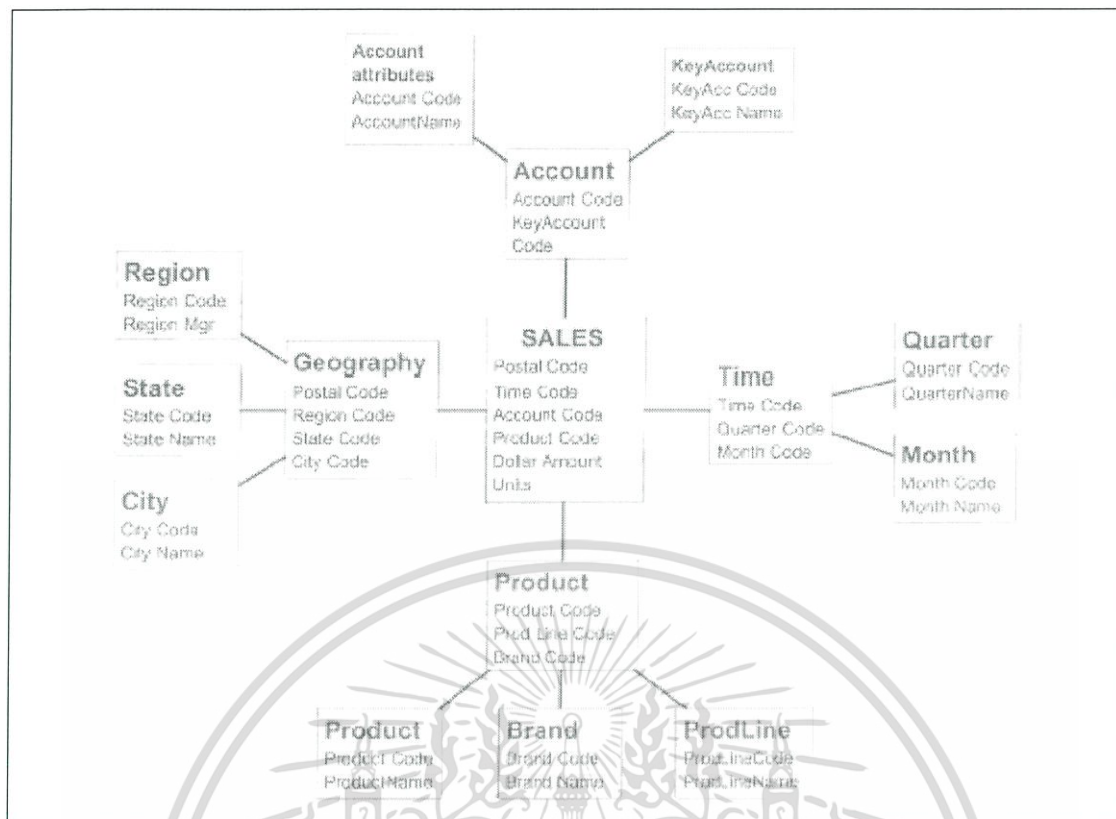 Account
attributes
Account Code
AccountName
KeyAccount
KeyAcc Code
KeyAcc Name
Account
Account Code
KeyAccount
Code
Region
Region Code
Region Mgr
State
State Code
State Name
City
City Code
City Name
Geography
Postal Code
Region Code
State Code
City Code
SALES
Postal Code
Time Code
Account Code
Product Code
Dollar Amount
Units
Time
Time Code
Quarter Code
Month Code
Quarter
Quarter Code
QuarterName
Month
Month Code
Month Name
Product
Product Code
Prod Line Code
Brand Code
Product
Product Code
ProductName
Brand
Brand Code
Brand Name
ProdLine
ProdLineCode
ProdLineName